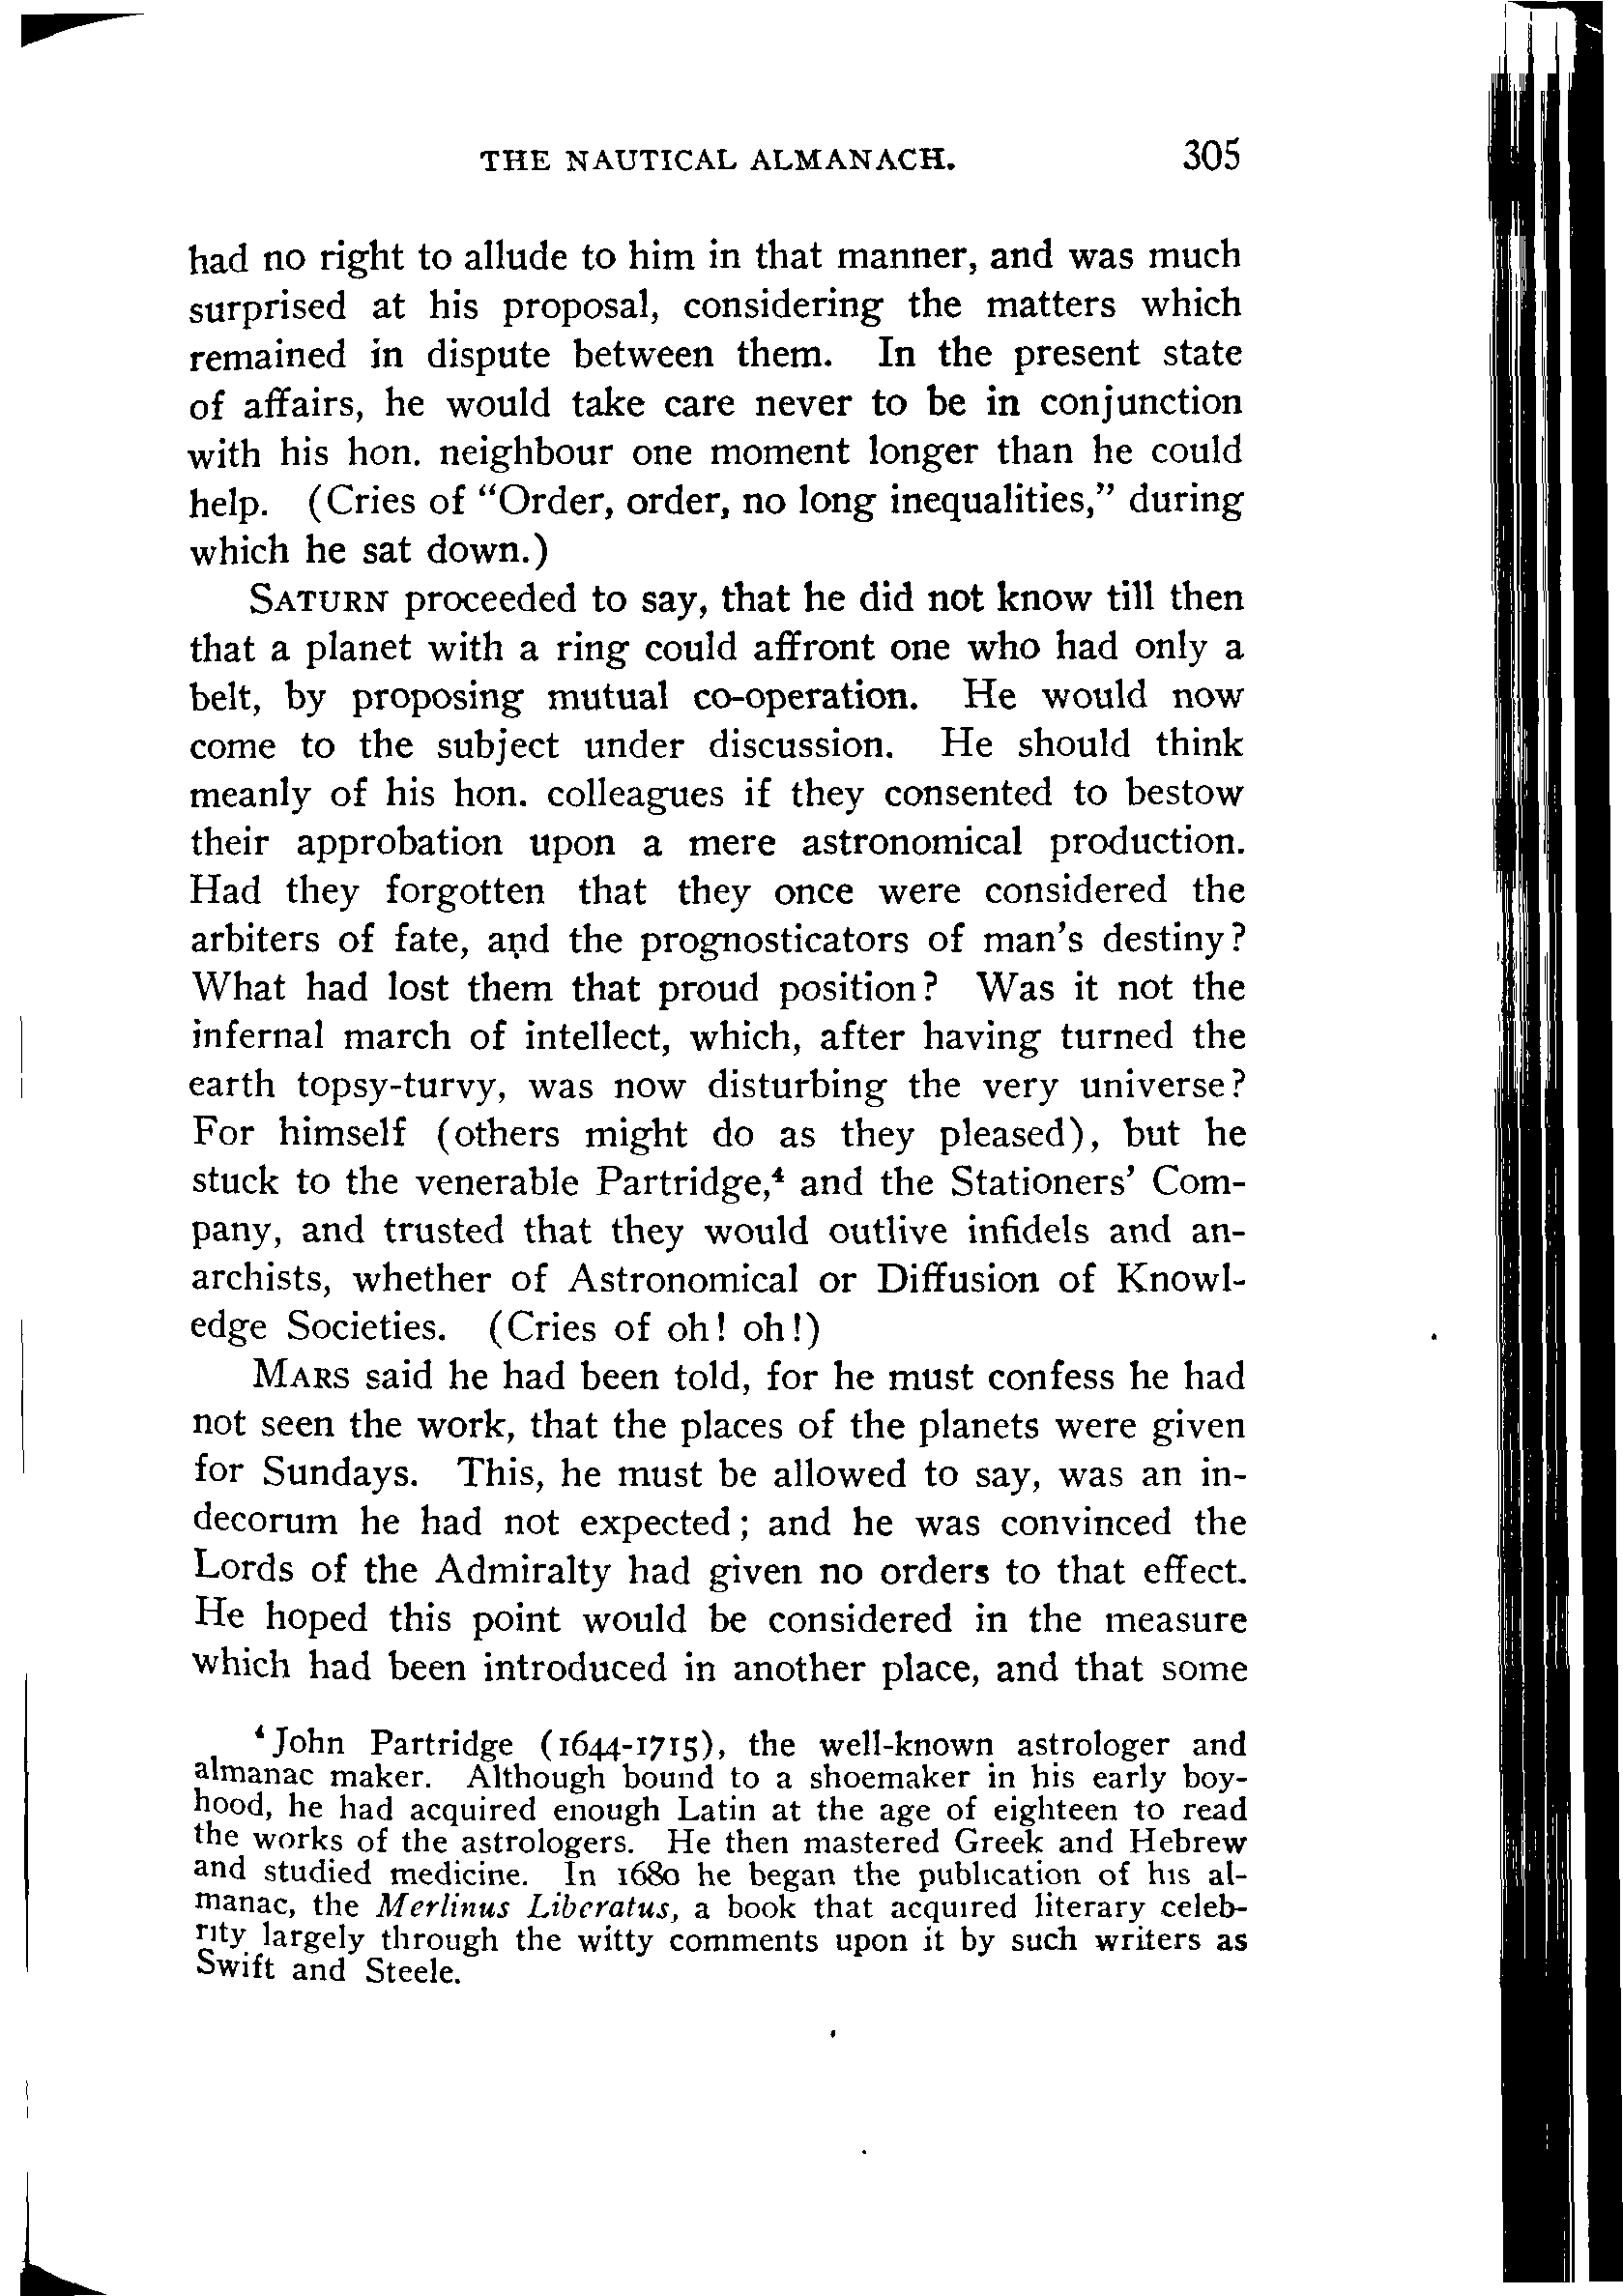 THE NAUTICAL ALMANACH. 305
had no right to allude to him in that manner, and was much
surprised at his proposal, considering the matters which
remained in dispute between them. In the present state
of affairs, he would take care never to be in conjunction
with his hon. neighbour one moment longer than he could
help. (Cries of "Order, order, no long inequalities," during
which he sat down.)
SATURN proceeded to say, that he did not know till then
that a planet with a ring could affront one who had only a
belt, by proposing mutual co-operation. He would now
come to the subject under discussion. He should think
meanly of his hon. colleagues if they consented to bestow
their approbation upon a mere astronomical production.
Had they forgotten that they once were considered the
arbiters of fate, and the prognosticators of man's destiny?
What had lost them that proud position? Was it not the
infernal march of intellect, which, after having turned the
earth topsy-turvy, was now disturbing the very universe?
For himself (others might do as they pleased), but he
stuck to the venerable Partridge,⁴ and the Stationers' Com-
pany, and trusted that they would outlive infidels and an-
archists, whether of Astronomical or Diffusion of Knowl-
edge Societies. (Cries of oh! oh!)
MARS said he had been told, for he must confess he had
not seen the work, that the places of the planets were given
for Sundays. This, he must be allowed to say, was an in-
decorum he had not expected; and he was convinced the
Lords of the Admiralty had given no orders to that effect.
He hoped this point would be considered in the measure
which had been introduced in another place, and that some
⁴ John Partridge (1644-1715), the well-known astrologer and
almanac maker. Although bound to a shoemaker in his early boy-
hood, he had acquired enough Latin at the age of eighteen to read
the works of the astrologers. He then mastered Greek and Hebrew
and studied medicine. In 1680 he began the publication of his al-
manac, the Merlinus Liberatus, a book that acquired literary celeb-
rity largely through the witty comments upon it by such writers as
Swift and Steele.